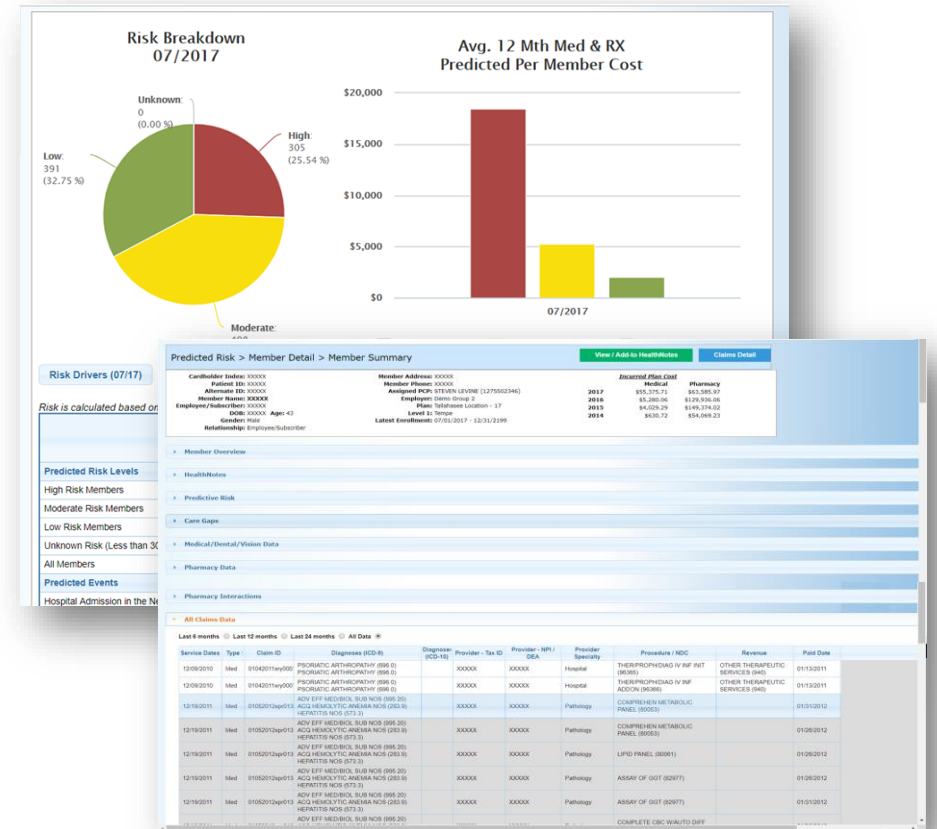 Risk Breakdown
07/2017
Unknown:
0
(0.00 %)
High:
305
(25.54 %)
Low:
391
(32.75 %)
Moderate:
Avg. 12 Mth Med & RX
Predicted Per Member Cost
$20,000
$15,000
$10,000
$5,000
$0
07/2017
Risk Drivers (07/17)
Risk is calculated based on
Predicted Risk Levels
High Risk Members
Moderate Risk Members
Low Risk Members
Unknown Risk (Less than 30
All Members
Predicted Events
Hospital Admission in the Ne
Predicted Risk > Member Detail > Member Summary
View / Add-to HealthNotes
Claims Detail
Cardholder Index: XXXXX
Patient ID: XXXXX
Alternate ID: XXXXX
Member Name: XXXXX
Employee/Subscriber: XXXXX
DOB: XXXXX Age: 43
Gender: Male
Relationship: Employee/Subscriber
Member Address: XXXXX
Member Phone: XXXXX
Assigned PCP: STEVEN LEVINE (1275502346)
Employer: Demo Group 2
Plan: Tallahasee Location - 17
Level 1: Tempe
Latest Enrollment: 07/01/2017 - 12/31/2199
Incurred Plan Cost
Medical Pharmacy
2017 $55,375.71 $63,585.97
2016 $5,280.06 $129,936.06
2015 $4,029.29 $149,374.02
2014 $630.72 $54,069.23
Member Overview
HealthNotes
Predictive Risk
Care Gaps
Medical/Dental/Vision Data
Pharmacy Data
Pharmacy Interactions
All Claims Data
Last 6 months Last 12 months Last 24 months All Data
Service Dates Type Claim ID Diagnoses (ICD-9) Diagnoses (ICD-10) Provider - Tax ID Provider - NPI / DEA Provider Specialty Procedure / NDC Revenue Paid Date
12/09/2010 Med PSORIATIC ARTHROPATHY (696.0) PSORIATIC ARTHROPATHY (696.0) XXXXX XXXXX Hospital THER/PROPH/DIAG IV INF INIT (96365) OTHER THERAPEUTIC SERVICES (940) 01/13/2011
12/09/2010 Med PSORIATIC ARTHROPATHY (696.0) PSORIATIC ARTHROPATHY (696.0) XXXXX XXXXX Hospital THER/PROPH/DIAG IV INF ADDON (96366) OTHER THERAPEUTIC SERVICES (940) 01/13/2011
12/19/2011 Med ADV EFF MED/BIOL SUB NOS (995.20) ACQ HEMOLYTIC ANEMIA NOS (283.9) HEPATITIS NOS (573.3) XXXXX XXXXX Pathology COMPREHEN METABOLIC PANEL (80053) 01/31/2012
12/19/2011 Med ADV EFF MED/BIOL SUB NOS (995.20) ACQ HEMOLYTIC ANEMIA NOS (283.9) HEPATITIS NOS (573.3) XXXXX XXXXX Pathology COMPREHEN METABOLIC PANEL (80053) 01/26/2012
12/19/2011 Med ADV EFF MED/BIOL SUB NOS (995.20) ACQ HEMOLYTIC ANEMIA NOS (283.9) HEPATITIS NOS (573.3) XXXXX XXXXX Pathology LIPID PANEL (80061) 01/26/2012
12/19/2011 Med ADV EFF MED/BIOL SUB NOS (995.20) ACQ HEMOLYTIC ANEMIA NOS (283.9) HEPATITIS NOS (573.3) XXXXX XXXXX Pathology ASSAY OF GGT (82977) 01/26/2012
12/19/2011 Med ADV EFF MED/BIOL SUB NOS (995.20) ACQ HEMOLYTIC ANEMIA NOS (283.9) HEPATITIS NOS (573.3) XXXXX XXXXX Pathology ASSAY OF GGT (82977) 01/31/2012
COMPLETE CBC W/AUTO DIFF